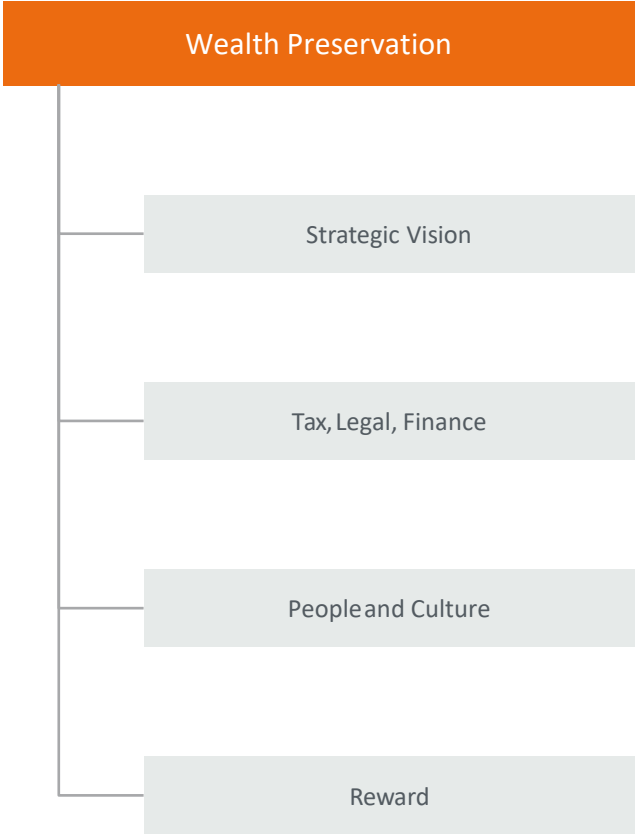 Wealth Preservation
Strategic Vision
Tax, Legal, Finance
People and Culture
Reward